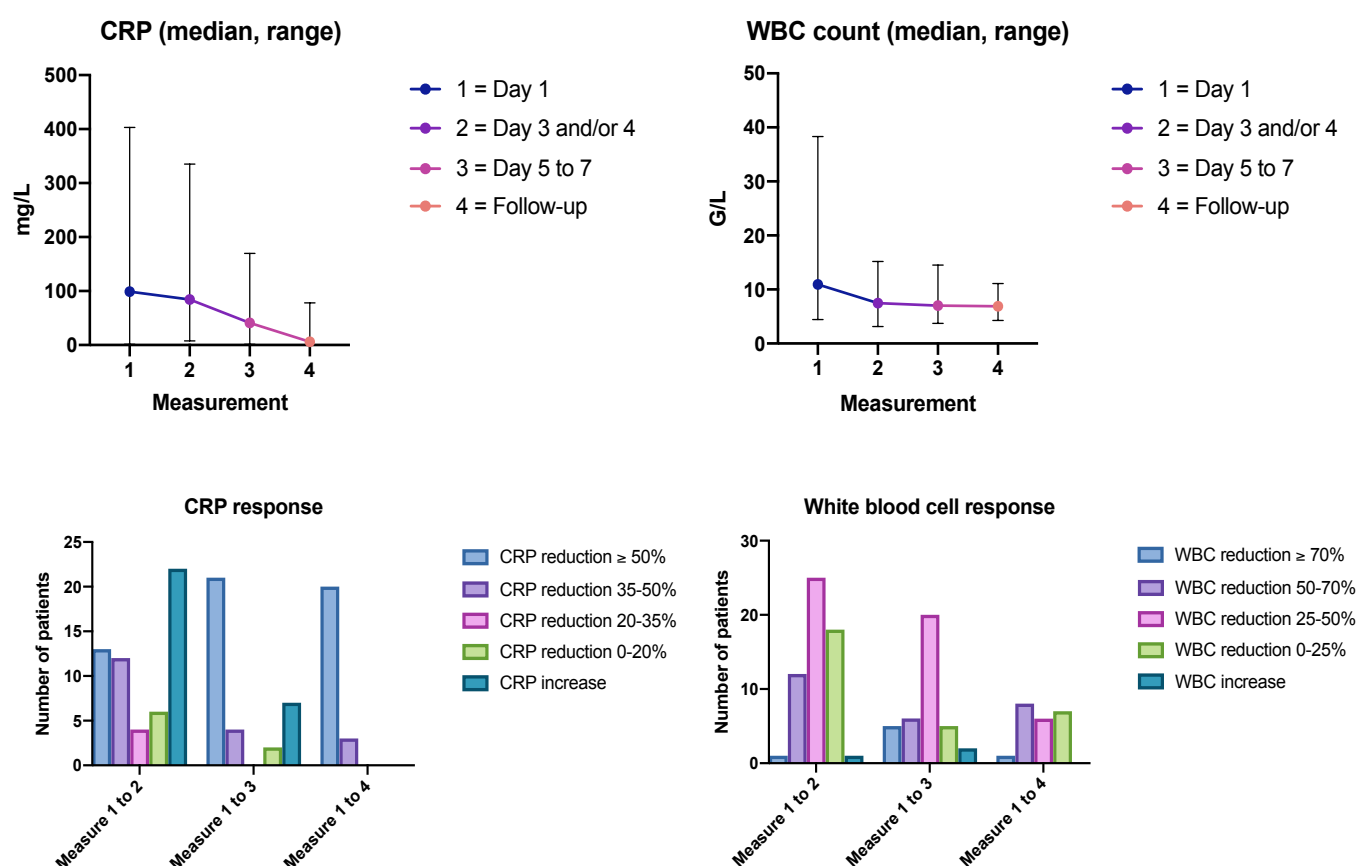 CRP (median, range)
500
400
300
200
100
0
mg/L
1 2 3 4
Measurement
1 = Day 1
2 = Day 3 and/or 4
3 = Day 5 to 7
4 = Follow-up
WBC count (median, range)
50
40
30
20
10
0
G/L
1 2 3 4
Measurement
1 = Day 1
2 = Day 3 and/or 4
3 = Day 5 to 7
4 = Follow-up
CRP response
25
20
15
10
5
0
Number of patients
Measure 1 to 2
Measure 1 to 3
Measure 1 to 4
CRP reduction ≥ 50%
CRP reduction 35-50%
CRP reduction 20-35%
CRP reduction 0-20%
CRP increase
White blood cell response
30
20
10
0
Number of patients
Measure 1 to 2
Measure 1 to 3
Measure 1 to 4
WBC reduction ≥ 70%
WBC reduction 50-70%
WBC reduction 25-50%
WBC reduction 0-25%
WBC increase